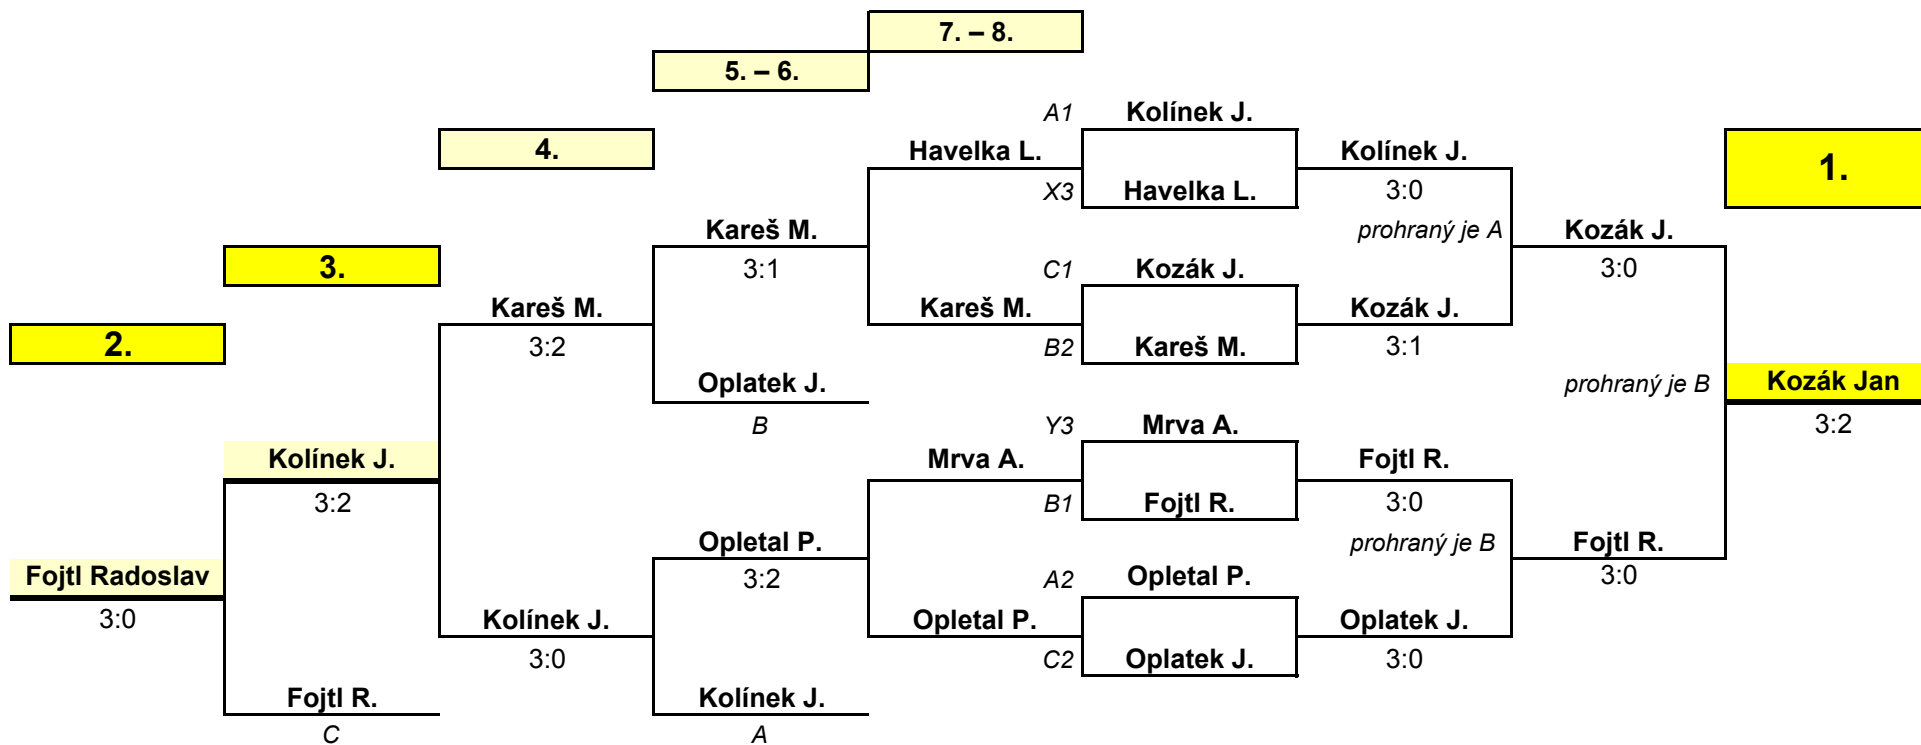 7. – 8.
5. – 6.
A1 Kolínek J.
4. Havelka L. Kolínek J. 1.
X3 Havelka L. 3:0
Kareš M. prohraný je A Kozák J.
3. 3:1 C1 Kozák J. 3:0
Kareš M. Kareš M. Kozák J.
2. 3:2 B2 Kareš M. 3:1
Oplatek J. prohraný je B Kozák Jan
B Y3 Mrva A. 3:2
Kolínek J. Mrva A. Fojtl R.
3:2 B1 Fojtl R. 3:0
Opletal P. prohraný je B Fojtl R.
Fojtl Radoslav 3:2 A2 Opletal P. 3:0
3:0 Kolínek J. Opletal P. Oplatek J.
3:0 C2 Oplatek J. 3:0
Fojtl R. Kolínek J.
C A